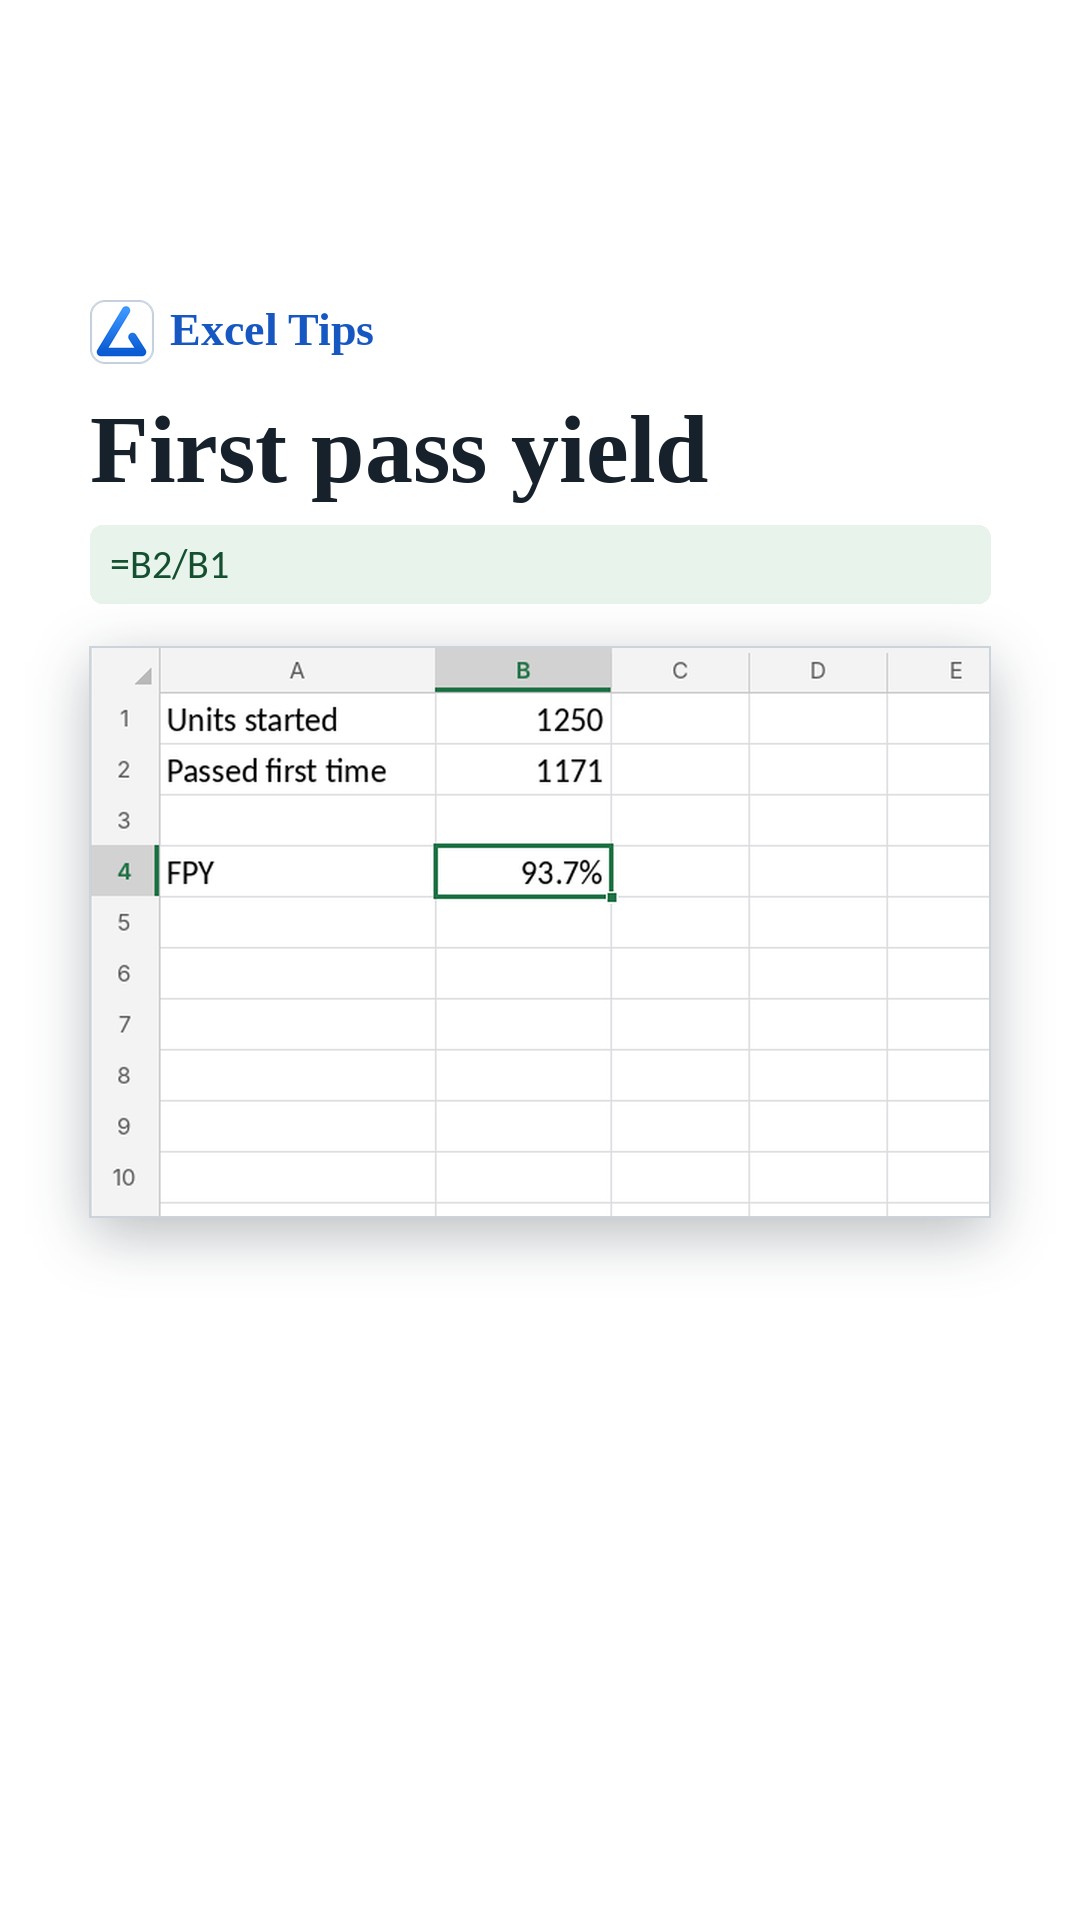 Excel Tips
First pass yield
=B2/B1
A B C D E
1 Units started 1250
2 Passed first time 1171
3
4 FPY 93.7%
5
6
7
8
9
10